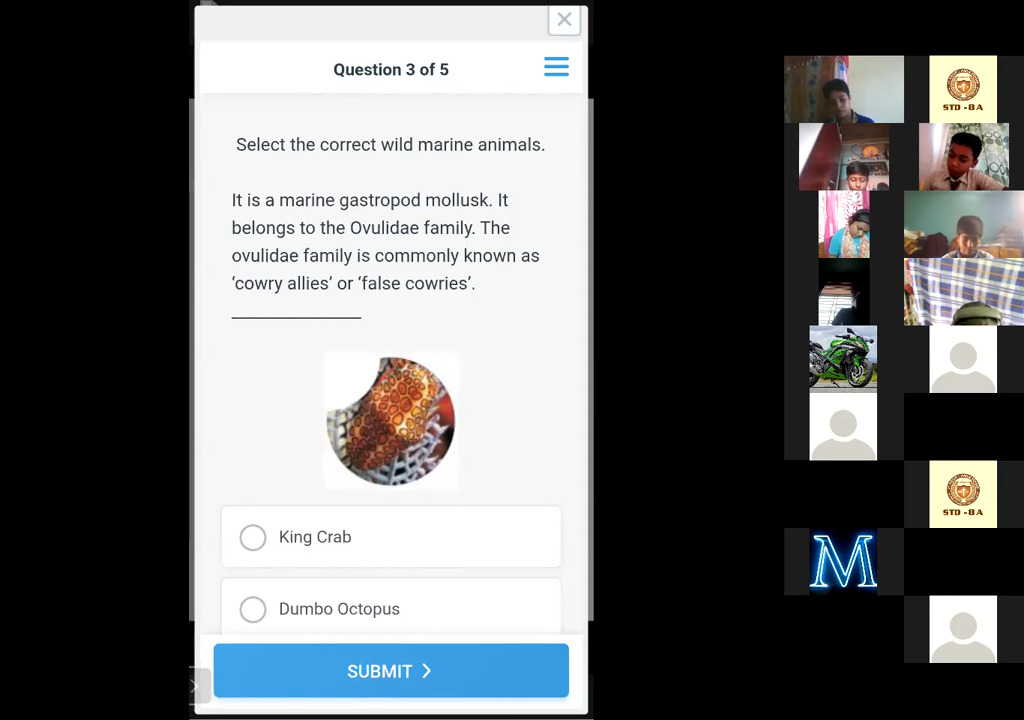 Question 3 of 5
Select the correct wild marine animals.
It is a marine gastropod mollusk. It
belongs to the Ovulidae family. The
ovulidae family is commonly known as
‘cowry allies’ or ‘false cowries’.
King Crab
Dumbo Octopus
SUBMIT
STD -8A
STD -8A
M